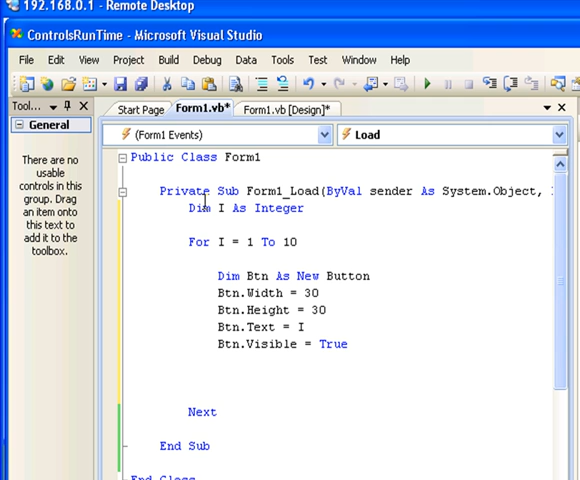 192.168.0.1 - Remote Desktop
ControlsRunTime - Microsoft Visual Studio
File Edit View Project Build Debug Data Tools Test Window Help
Tool...
Start Page Form1.vb* Form1.vb [Design]*
General
(Form1 Events) Load
There are no
usable
controls in this
group. Drag
an item onto
this text to
add it to the
toolbox.
Public Class Form1
Private Sub Form1_Load(ByVal sender As System.Object,
Dim I As Integer
For I = 1 To 10
Dim Btn As New Button
Btn.Width = 30
Btn.Height = 30
Btn.Text = I
Btn.Visible = True
Next
End Sub
End Class